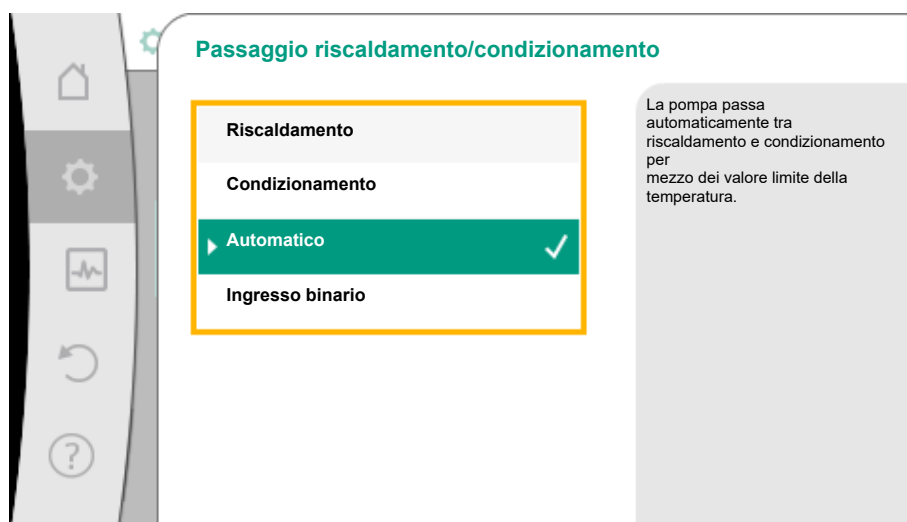 Passaggio riscaldamento/condizionamento
Riscaldamento
Condizionamento
Automatico
Ingresso binario
La pompa passa
automaticamente tra
riscaldamento e condizionamento
per
mezzo dei valore limite della
temperatura.
?